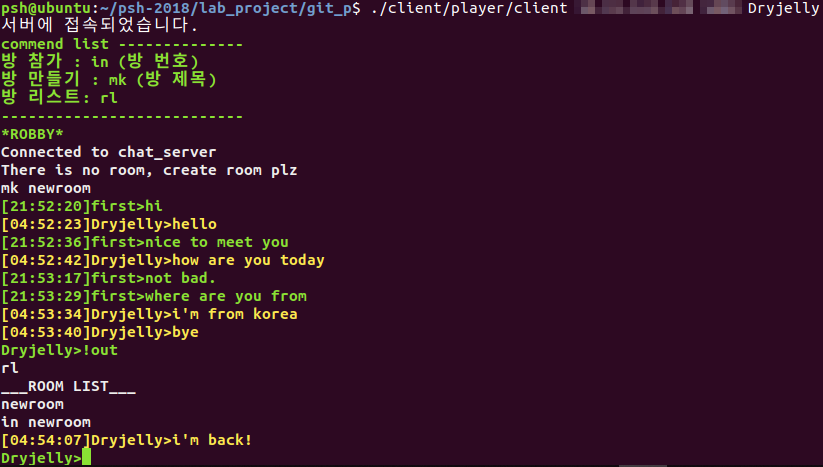 psh@ubuntu:~/psh-2018/lab_project/git_p$ ./client/player/client Dryjelly
서버에 접속되었습니다.
commend list --------------
방 참가 : in (방 번호)
방 만들기 : mk (방 제목)
방 리스트: rl
---------------------------
*ROBBY*
Connected to chat_server
There is no room, create room plz
mk newroom
[21:52:20]first>hi
[04:52:23]Dryjelly>hello
[21:52:36]first>nice to meet you
[04:52:42]Dryjelly>how are you today
[21:53:17]first>not bad.
[21:53:29]first>where are you from
[04:53:34]Dryjelly>i'm from korea
[04:53:40]Dryjelly>bye
Dryjelly>!out
rl
___ROOM LIST___
newroom
in newroom
[04:54:07]Dryjelly>i'm back!
Dryjelly>